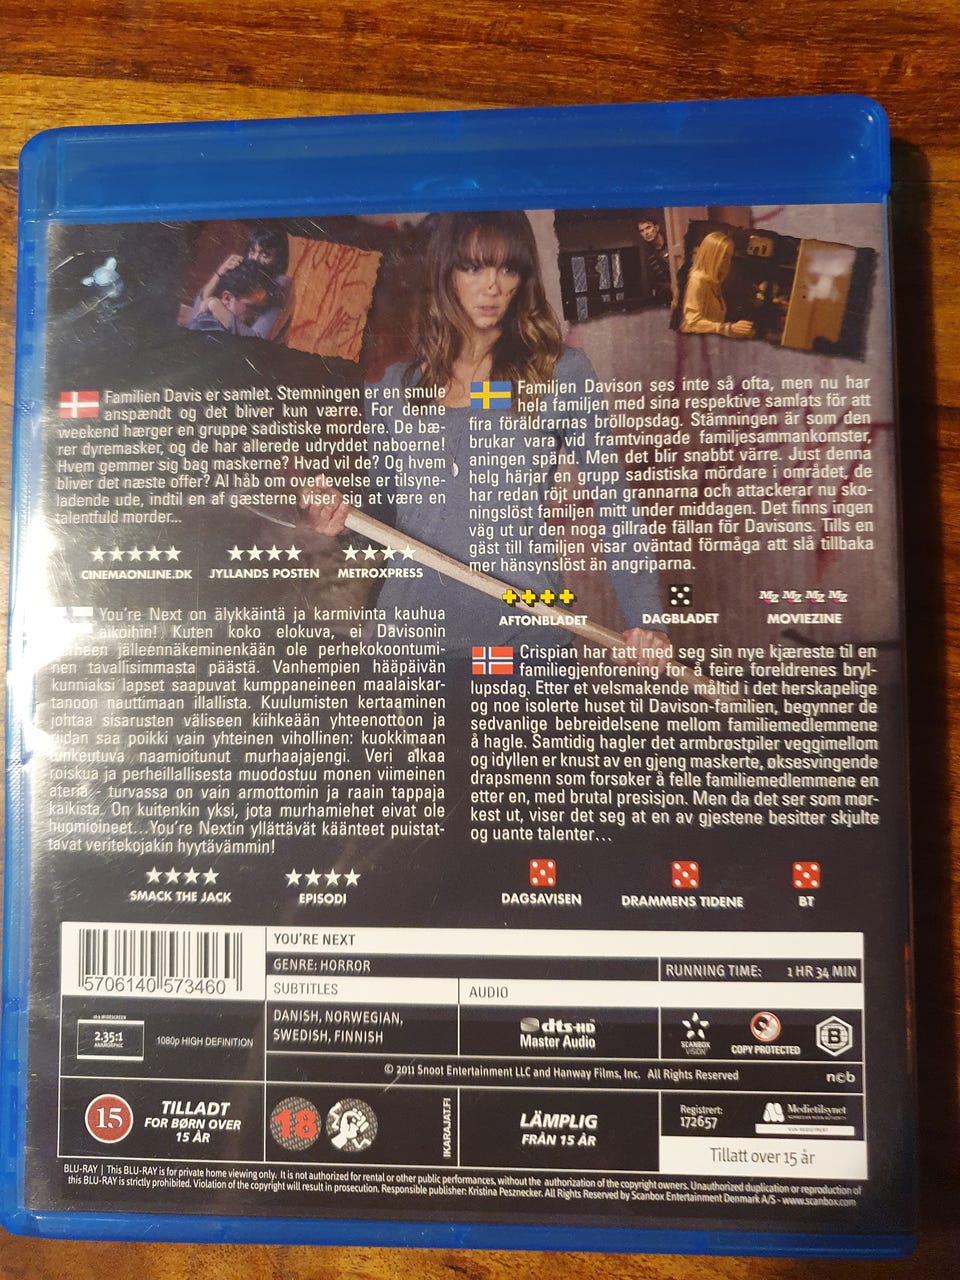 Familien Davis er samlet. Stemningen er en smule
anspændt og det bliver kun værre. For denne
weekend hærger en gruppe sadistiske mordere. De bæ-
rer dyremasker, og de har allerede udryddet naboerne!
Hvem gemmer sig bag maskerne? Hvad vil de? Og hvem
bliver det næste offer? Al håb om overlevelse er tilsyne-
ladende ude, indtil en af gæsterne viser sig at være en
talentfuld morder...
★★★★★ ★★★★ ★★★★
CINEMAONLINE.DK JYLLANDS POSTEN METROXPRESS
Familjen Davison ses inte så ofta, men nu har
hela familjen med sina respektive samlats för att
fira föräldrarnas bröllopsdag. Stämningen är som den
brukar vara vid framtvingade familjesammankomster,
aningen spänd. Men det blir snabbt värre. Just denna
helg härjar en grupp sadistiska mördare i området, de
har redan röjt undan grannarna och attackerar nu sko-
ningslöst familjen mitt under middagen. Det finns ingen
väg ut ur den noga gillrade fällan för Davisons. Tills en
gäst till familjen visar oväntad förmåga att slå tillbaka
mer hänsynslöst än angriparna.
MZ MZ MZ MZ
AFTONBLADET DAGBLADET MOVIEZINE
You're Next on älykkäintä ja karmivinta kauhua
aikoihin! Kuten koko elokuva, ei Davisonin
perheen jälleennäkeminenkään ole perhekokoontumi-
nen tavallisimmasta päästä. Vanhempien hääpäivän
kunniaksi lapset saapuvat kumppaneineen maalaiskar-
tanoon nauttimaan illallista. Kuulumisten kertaaminen
johtaa sisarusten väliseen kiihkeään yhteenottoon ja
riidan saa poikki vain yhteinen vihollinen: kuokkimaan
tunkeutuva naamioitunut murhaajajengi. Veri alkaa
roiskua ja perheillallisesta muodostuu monen viimeinen
ateria - turvassa on vain armottomin ja raain tappaja
kaikista. On kuitenkin yksi, jota murhamiehet eivat ole
huomioineet...You're Nextin yllättävät käänteet puistat-
tavat veritekojakin hyytävämmin!
★★★★ ★★★★
SMACK THE JACK EPISODI
Crispian har tatt med seg sin nye kjæreste til en
familiegjenforening for å feire foreldrenes bryl-
lupsdag. Etter et velsmakende måltid i det herskapelige
og noe isolerte huset til Davison-familien, begynner de
sedvanlige bebreidelsene mellom familiemedlemmene
å hagle. Samtidig hagler det armbrostpiler veggimellom
og idyllen er knust av en gjeng maskerte, øksesvingende
drapsmenn som forsøker å felle familiemedlemmene en
etter en, med brutal presisjon. Men da det ser som mør-
kest ut, viser det seg at en av gjestene besitter skjulte
og uante talenter...
DAGSAVISEN DRAMMENS TIDENE BT
YOU'RE NEXT
GENRE: HORROR
RUNNING TIME: 1 HR 34 MIN
SUBTITLES
AUDIO
5706140 573460
16:9 WIDESCREEN
2.35:1
ANAMORPHIC
1080p HIGH DEFINITION
DANISH, NORWEGIAN,
SWEDISH, FINNISH
dts-HD
Master Audio
SCANBOX
VISION
COPY PROTECTED
B
© 2011 Snoot Entertainment LLC and Hanway Films, Inc. All Rights Reserved
ncb
15
TILLADT
FOR BØRN OVER
15 ÅR
18
IKARAJAT.FI
LÄMPLIG
FRÅN 15 ÅR
Registrert:
172657
Medietilsynet
NORWEGIAN MEDIA AUTHORITY
Tillatt over 15 år
BLU-RAY | This BLU-RAY is for private home viewing only. It is not authorized for rental or other public performances, without the authorization of the copyright owners. Unauthorized duplication or reproduction of
this BLU-RAY is strictly prohibited. Violation of the copyright will result in prosecution. Responsible publisher: Kristina Pesznecker. All Rights Reserved by Scanbox Entertainment Denmark A/S - www.scanbox.com